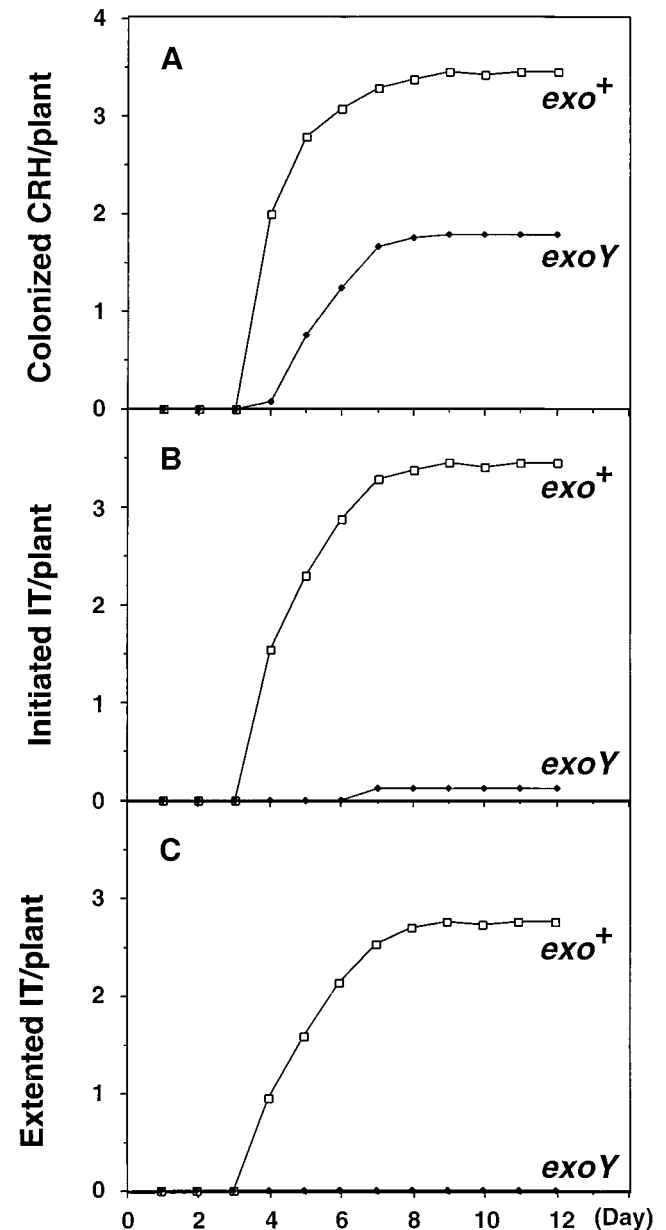 4
A
exo+
3
Colonized CRH/plant
2
exoY
1
0
B
exo+
3
Initiated IT/plant
2
1
exoY
0
C
3
exo+
Extented IT/plant
2
1
exoY
0
0 2 4 6 8 10 12 (Day)